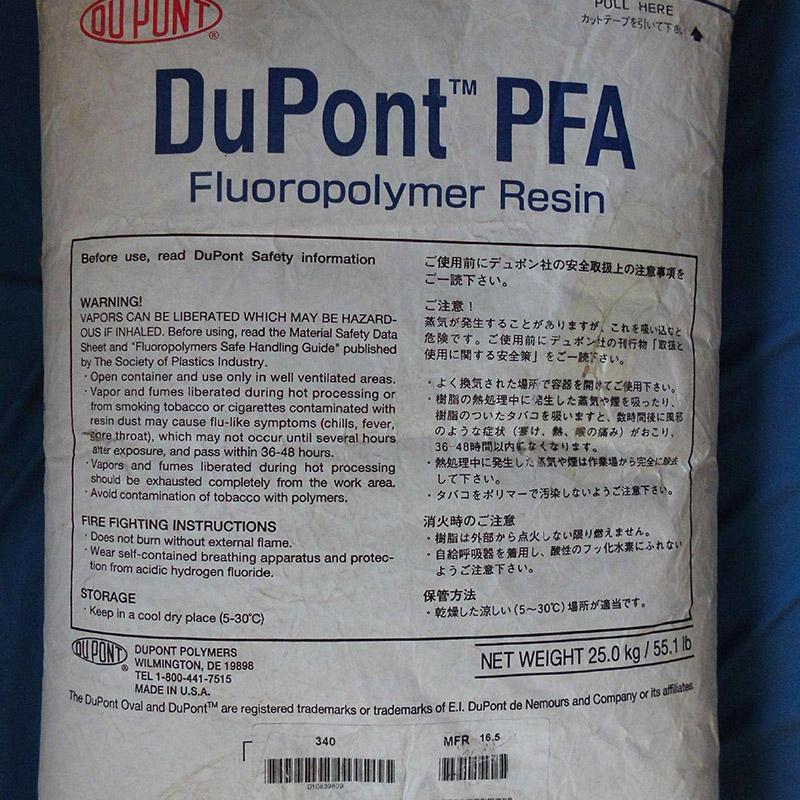 DU PONT®
PULL HERE
カットテープを引いて下さい
DuPont™ PFA
Fluoropolymer Resin
Before use, read DuPont Safety information
WARNING!
VAPORS CAN BE LIBERATED WHICH MAY BE HAZARD-
OUS IF INHALED. Before using, read the Material Safety Data
Sheet and "Fluoropolymers Safe Handling Guide" published
by The Society of Plastics Industry.
・Open container and use only in well ventilated areas.
・Vapor and fumes liberated during hot processing or
from smoking tobacco or cigarettes contaminated with
resin dust may cause flu-like symptoms (chills, fever,
sore throat), which may not occur until several hours
after exposure, and pass within 36-48 hours.
・Vapors and fumes liberated during hot processing
should be exhausted completely from the work area.
・Avoid contamination of tobacco with polymers.
FIRE FIGHTING INSTRUCTIONS
・Does not burn without external flame.
・Wear self-contained breathing apparatus and protec-
tion from acidic hydrogen fluoride.
STORAGE
・Keep in a cool dry place (5-30℃)
ご使用前にデュポン社の安全取扱上の注意事項を
ご一読下さい。
ご注意！
蒸気が発生することがありますが、これを吸い込むと
危険です。ご使用前にデュポン社の刊行物「取扱と
使用に関する安全策」をご一読下さい。
・よく換気された場所で容器を開けてご使用下さい。
・樹脂の熱処理中に発生した蒸気や煙を吸ったり、
樹脂のついたタバコを吸いますと、数時間後に風邪
のような症状（寒け、熱、喉の痛み）がおこり、
36-48時間以内になくなります。
・熱処理中に発生した蒸気や煙は作業場から完全に除去
して下さい。
・タバコをポリマーで汚染しないようご注意下さい。
消火時のご注意
・樹脂は外部から点火しない限り燃えません。
・自給呼吸器を着用し、酸性のフッ化水素にふれない
ようご注意下さい。
保管方法
・乾燥した涼しい（5〜30℃）場所が適当です。
DU PONT®
DUPONT POLYMERS
WILMINGTON, DE 19898
TEL 1-800-441-7515
MADE IN U.S.A.
NET WEIGHT 25.0 kg / 55.1 lb
The DuPont Oval and DuPont™ are registered trademarks or trademarks of E.I. DuPont de Nemours and Company or its affiliates.
340
MFR 16.5
D10839809